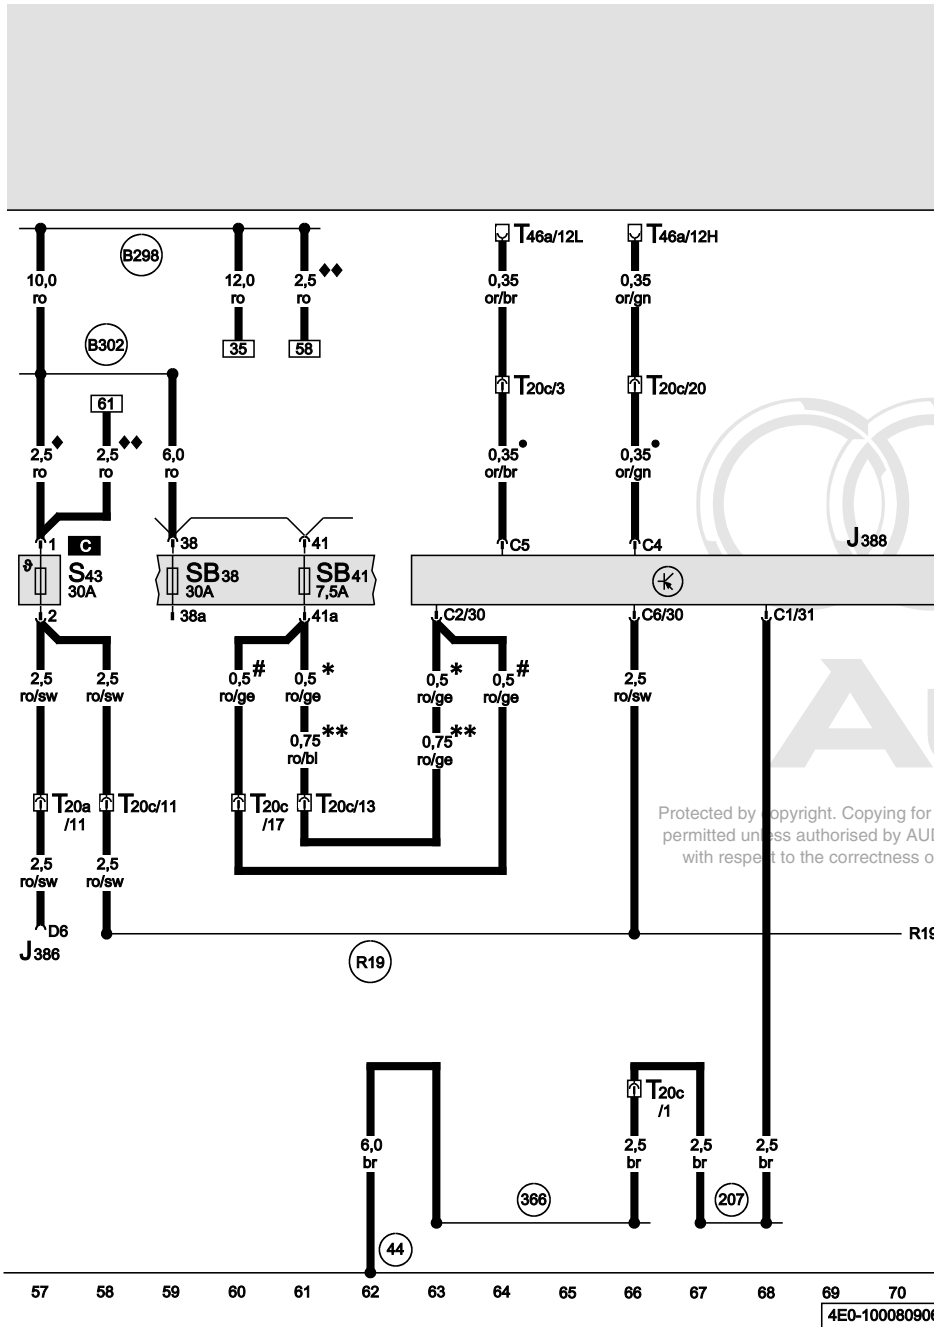 B298
T46a/12L
T46a/12H
10,0
ro
12,0
ro
2,5 ♦♦
ro
0,35
or/br
0,35
or/gn
B302
35
58
T20c/3
T20c/20
61
2,5 ♦
ro
2,5 ♦♦
ro
6,0
ro
0,35 •
or/br
0,35 •
or/gn
1
C
38
41
C5
C4
J388
S43
30A
SB38
30A
SB41
7,5A
2
38a
41a
C2/30
C6/30
C1/31
2,5
ro/sw
2,5
ro/sw
0,5 #
ro/ge
0,5 *
ro/ge
0,5 *
ro/ge
0,5 #
ro/ge
2,5
ro/sw
0,75 **
ro/bl
0,75 **
ro/ge
T20a
/11
T20c/11
T20c
/17
T20c/13
Protected by copyright. Copying for
permitted unless authorised by AUD
with respect to the correctness o
2,5
ro/sw
2,5
ro/sw
D6
J386
R19
R19
T20c
/1
6,0
br
2,5
br
2,5
br
2,5
br
366
207
44
57 58 59 60 61 62 63 64 65 66 67 68 69 70
4E0-100080906